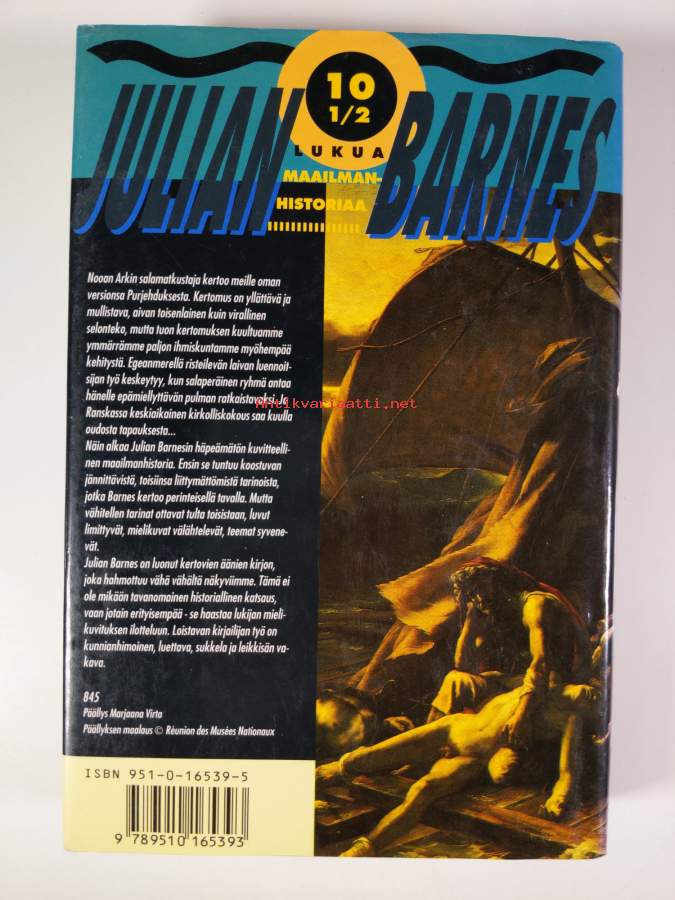 10
1/2
LUKUA
JULIAN BARNES
MAAILMAN-
HISTORIAA
Nooan Arkin salamatkustaja kertoo meille oman
versionsa Purjehduksesta. Kertomus on yllättävä ja
mullistava, aivan toisenlainen kuin virallinen
selonteko, mutta tuon kertomuksen kuultuamme
ymmärrämme paljon ihmiskuntamme myöhempää
kehitystä. Egeanmerellä risteilevän laivan luennoit-
sijan työ keskeytyy, kun salaperäinen ryhmä antaa
hänelle epämiellyttävän pulman ratkaistavaksi. Ja
Antikvariaatti.net
Ranskassa keskiaikainen kirkolliskokous saa kuulla
oudosta tapauksesta...
Näin alkaa Julian Barnesin häpeämätön kuvitteelli-
nen maailmanhistoria. Ensin se tuntuu koostuvan
jännittävistä, toisiinsa liittymättömistä tarinoista,
jotka Barnes kertoo perinteisellä tavalla. Mutta
vähitellen tarinat ottavat tulta toisistaan, luvut
limittyvät, mielikuvat välähtelevät, teemat syvene-
vät.
Julian Barnes on luonut kertovien äänien kirjon,
joka hahmottuu vähä vähältä näkyviimme. Tämä ei
ole mikään tavanomainen historiallinen katsaus,
vaan jotain erityisempää - se haastaa lukijan mieli-
kuvituksen ilotteluun. Loistavan kirjailijan työ on
kunnianhimoinen, luettava, sukkela ja leikkisän va-
kava.
845
Päällys Marjaana Virta
Päällyksen maalaus © Réunion des Musées Nationaux
ISBN 951-0-16539-5
9 789510 165393